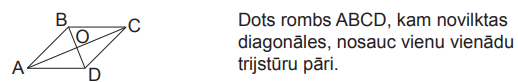 B C
O
A D
Dots rombs ABCD, kam novilktas
diagonāles, nosauc vienu vienādu
trijstūru pāri.